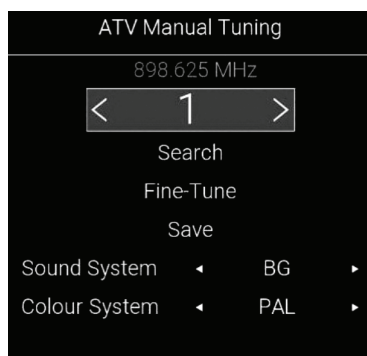 ATV Manual Tuning
898.625 MHz
< 1 >
Search
Fine-Tune
Save
Sound System ◂ BG ▸
Colour System ◂ PAL ▸